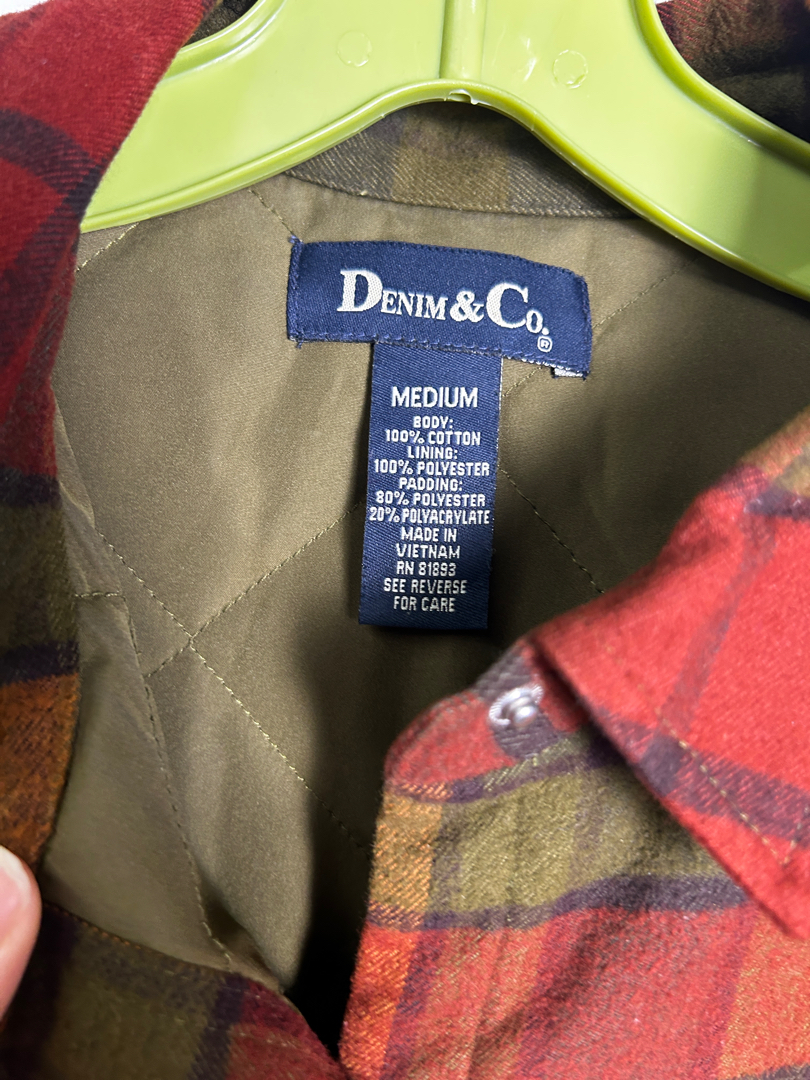 DENIM & CO.
®
MEDIUM
BODY:
100% COTTON
LINING:
100% POLYESTER
PADDING:
80% POLYESTER
20% POLYACRYLATE
MADE IN
VIETNAM
RN 81893
SEE REVERSE
FOR CARE